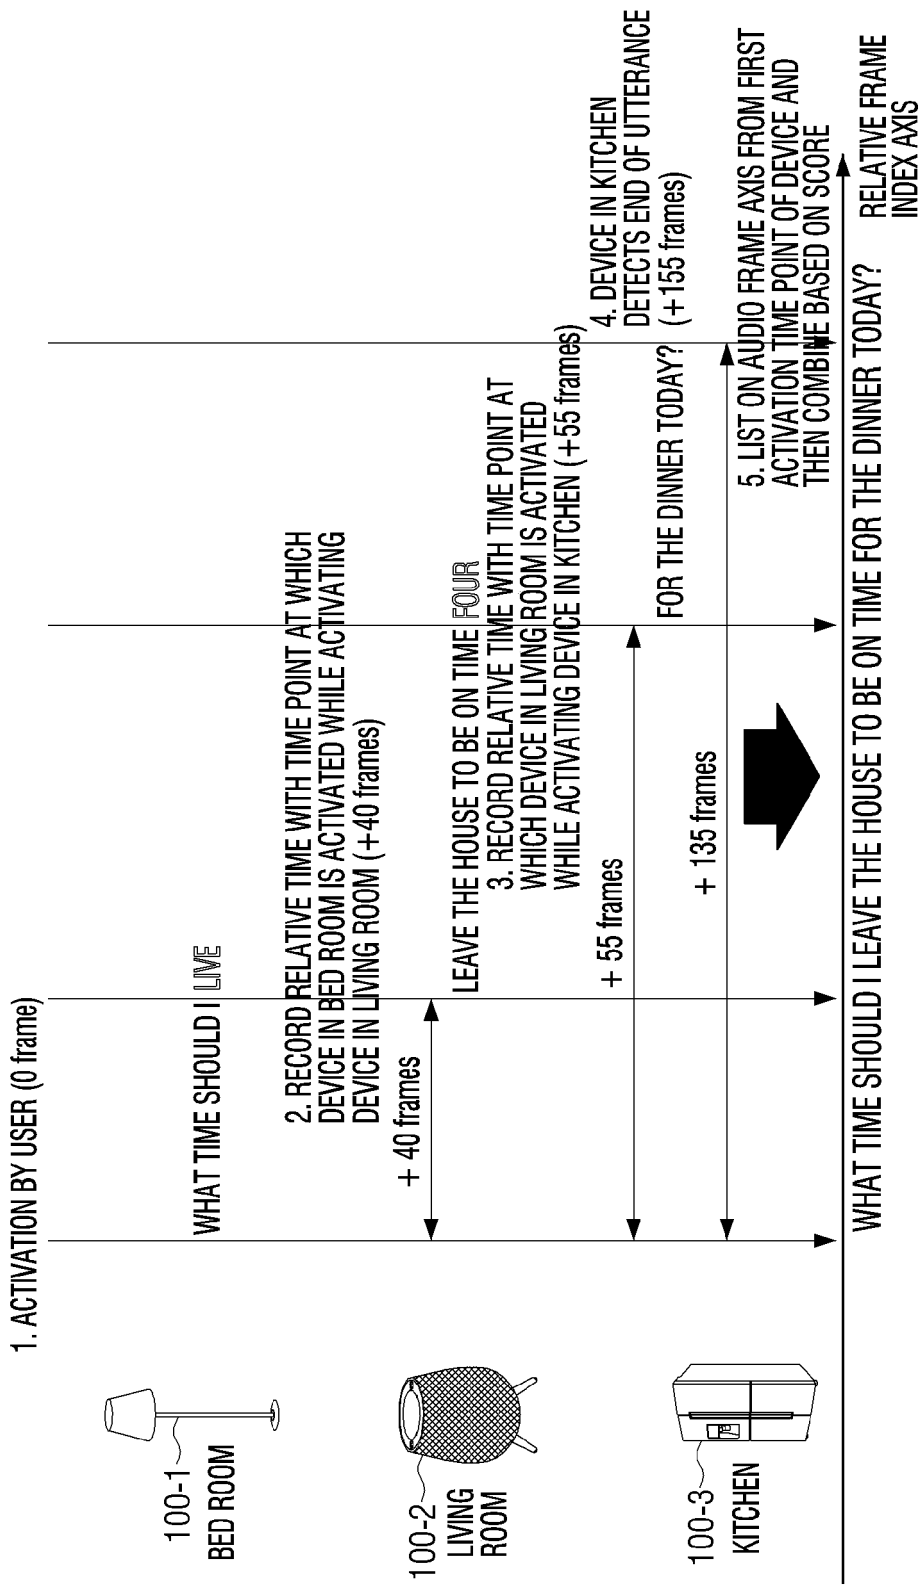 1. ACTIVATION BY USER (0 frame)
100-1
BED ROOM
WHAT TIME SHOULD I LIVE
2. RECORD RELATIVE TIME WITH TIME POINT AT WHICH
DEVICE IN BED ROOM IS ACTIVATED WHILE ACTIVATING
DEVICE IN LIVING ROOM (+40 frames)
+ 40 frames
100-2
LIVING
ROOM
LEAVE THE HOUSE TO BE ON TIME FOUR
3. RECORD RELATIVE TIME WITH TIME POINT AT
WHICH DEVICE IN LIVING ROOM IS ACTIVATED
WHILE ACTIVATING DEVICE IN KITCHEN (+55 frames)
+ 55 frames
4. DEVICE IN KITCHEN
DETECTS END OF UTTERANCE
(+155 frames)
FOR THE DINNER TODAY?
+ 135 frames
100-3
KITCHEN
5. LIST ON AUDIO FRAME AXIS FROM FIRST
ACTIVATION TIME POINT OF DEVICE AND
THEN COMBINE BASED ON SCORE
WHAT TIME SHOULD I LEAVE THE HOUSE TO BE ON TIME FOR THE DINNER TODAY?
RELATIVE FRAME
INDEX AXIS